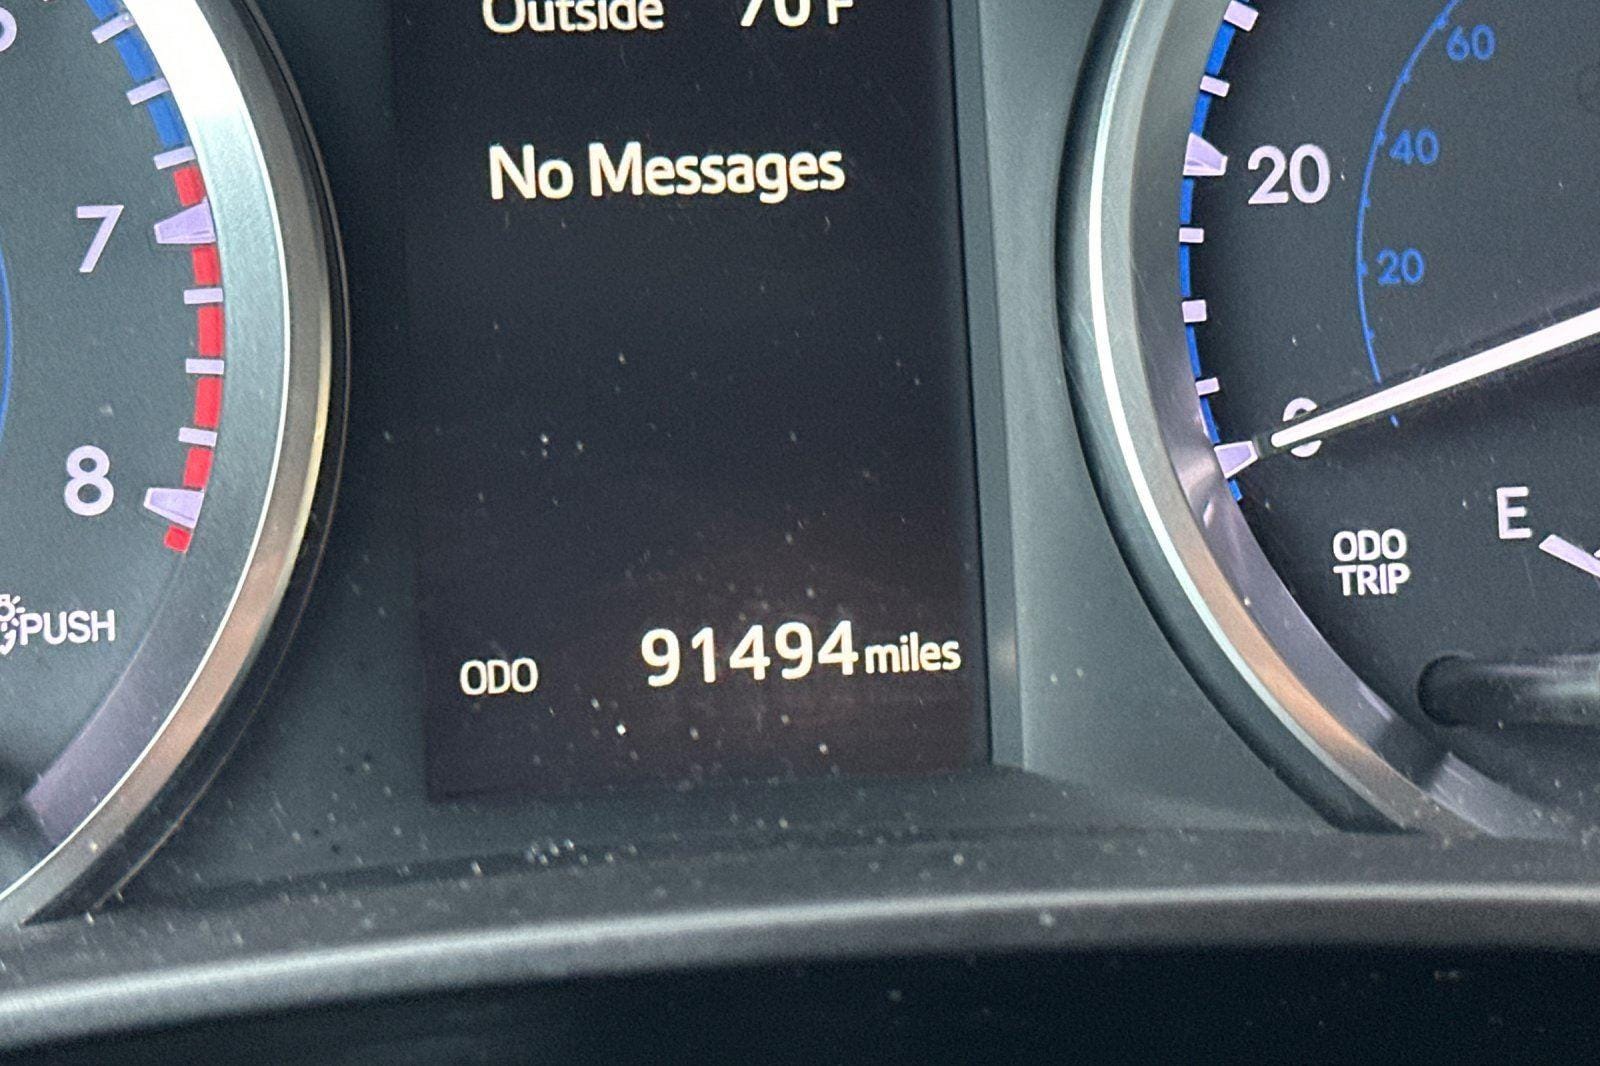 Outside 70°F
No Messages
ODO 91494 miles
7
8
PUSH
60
40
20
20
0
E
ODO
TRIP